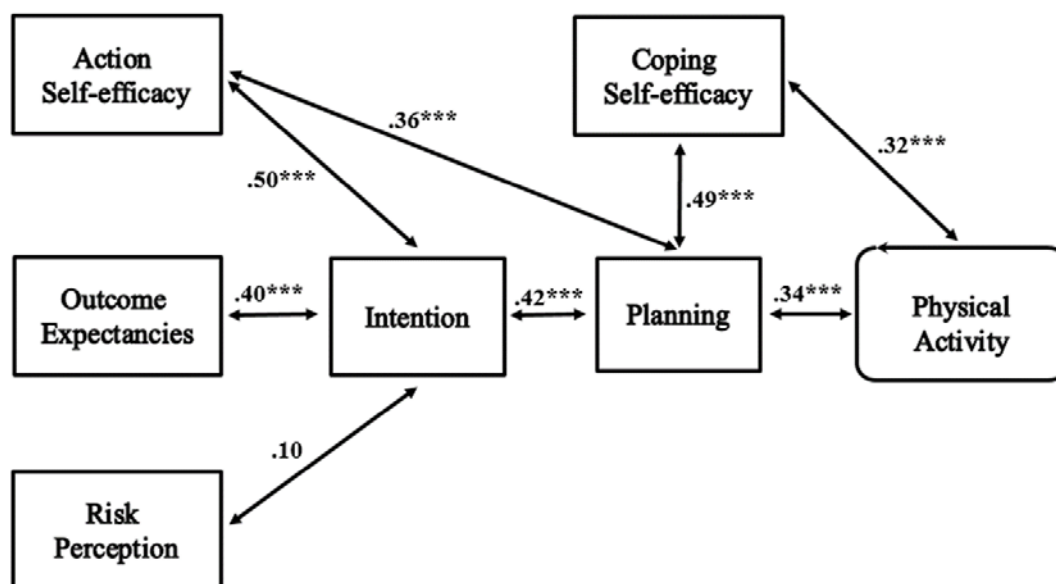 Action
Self-efficacy
Coping
Self-efficacy
.36***
.32***
.50***
.49***
Outcome
Expectancies
.40***
Intention
.42***
Planning
.34***
Physical
Activity
.10
Risk
Perception